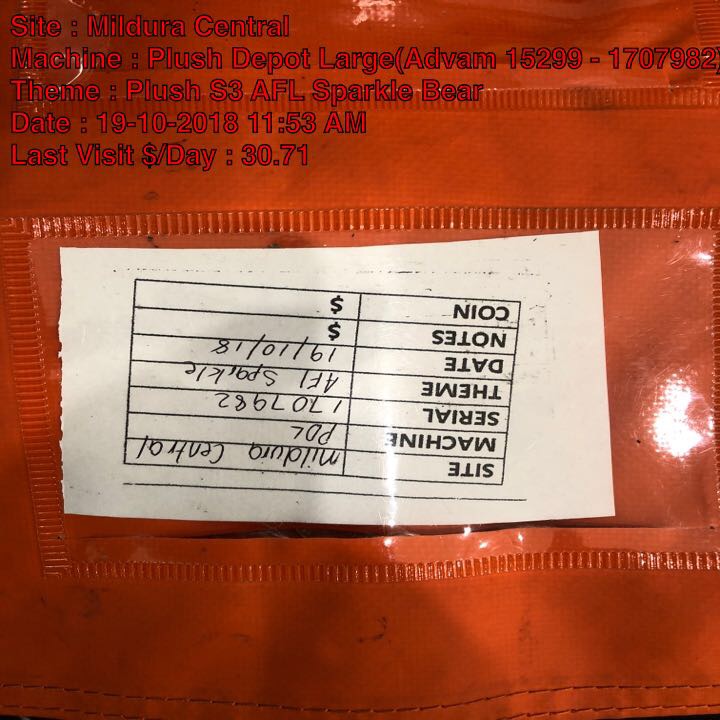 Site : Mildura Central
Machine : Plush Depot Large(Advam 15299 - 1707982)
Theme : Plush S3 AFL Sparkle Bear
Date : 19-10-2018 11:53 AM
Last Visit $/Day : 30.71
SITE mildura Central
MACHINE PDL
SERIAL 1707982
THEME AFl Sparkle
DATE 19/10/18
NOTES $
COIN $